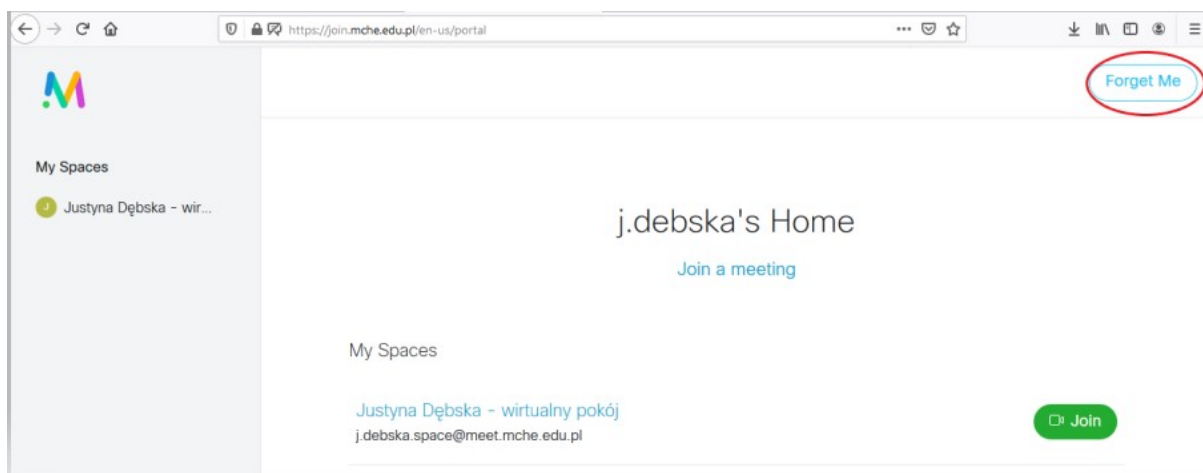 https://join.mche.edu.pl/en-us/portal
Forget Me
My Spaces
J Justyna Dębska - wir...
j.debska's Home
Join a meeting
My Spaces
Justyna Dębska - wirtualny pokój
j.debska.space@meet.mche.edu.pl
Join